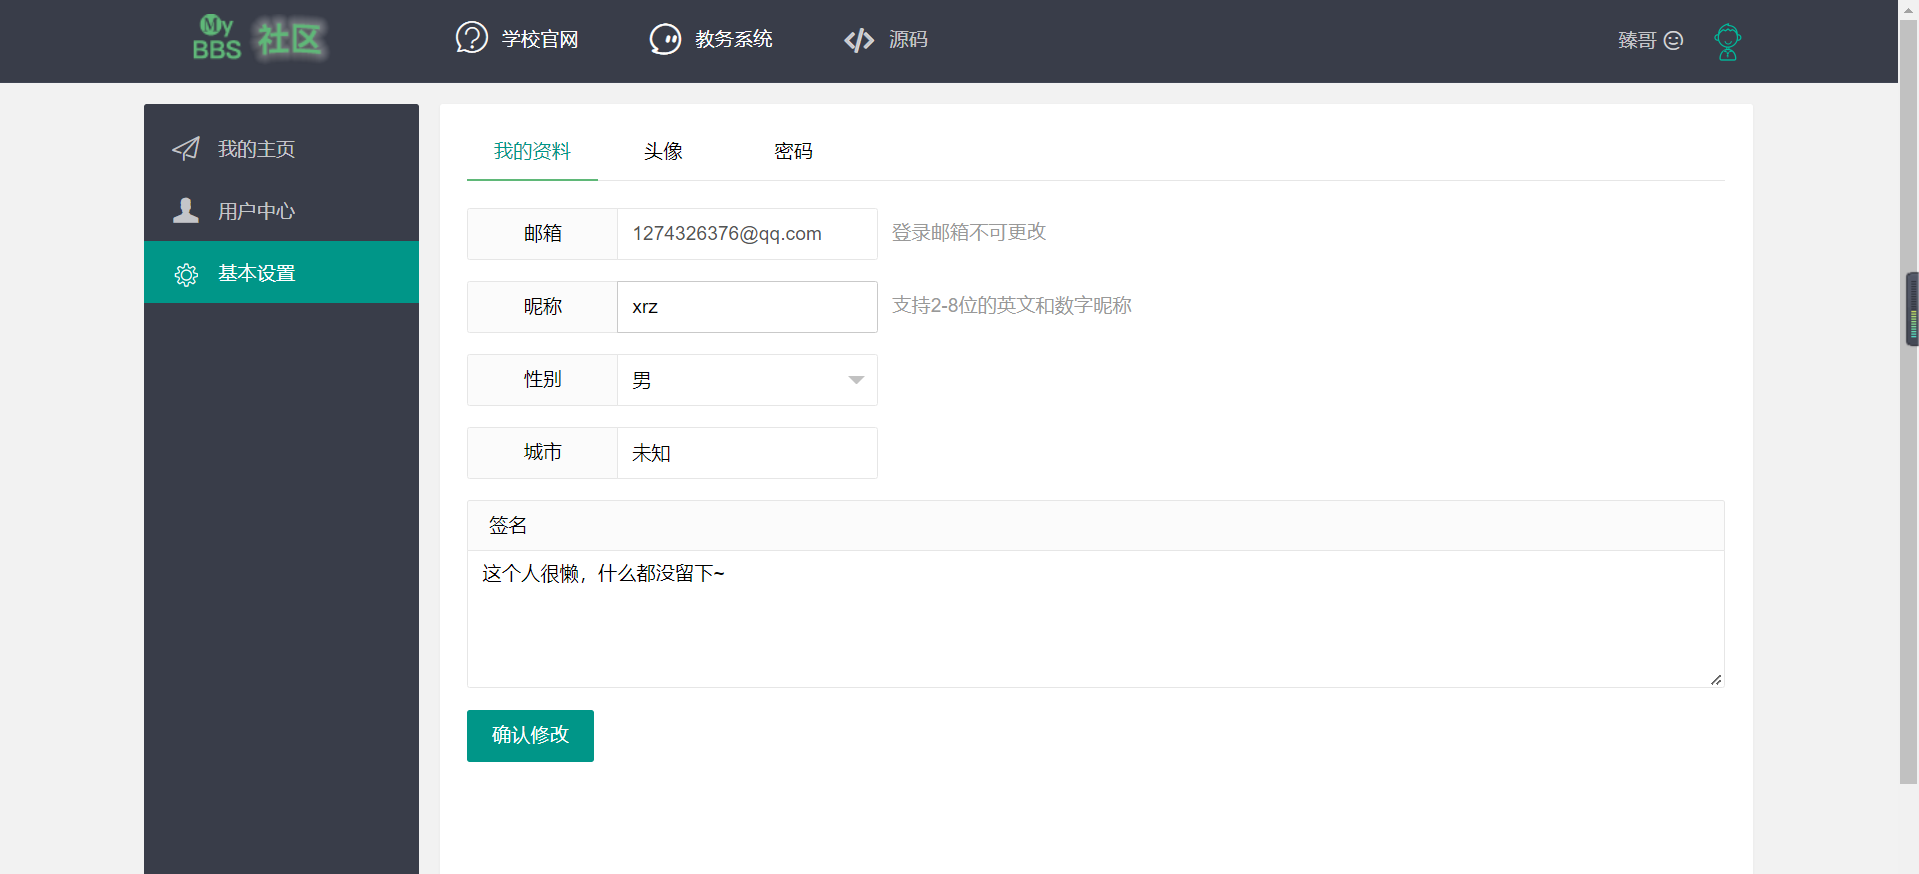 My
BBS 社区
学校官网
教务系统
源码
臻哥
我的主页
用户中心
基本设置
我的资料
头像
密码
邮箱
1274326376@qq.com
登录邮箱不可更改
昵称
xrz
支持2-8位的英文和数字昵称
性别
男
城市
未知
签名
这个人很懒，什么都没留下~
确认修改